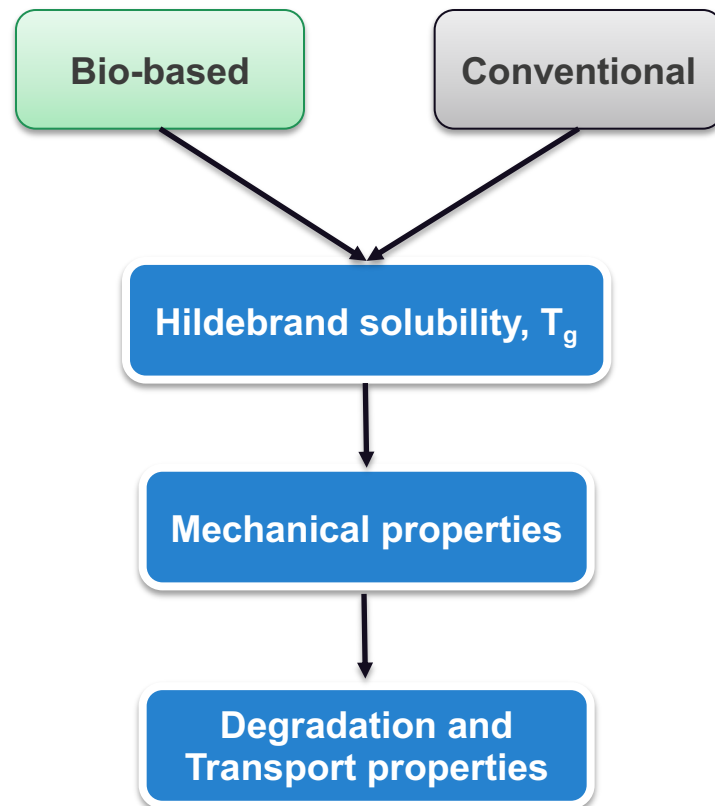 Bio-based
Conventional
Hildebrand solubility, Tg
Mechanical properties
Degradation and
Transport properties